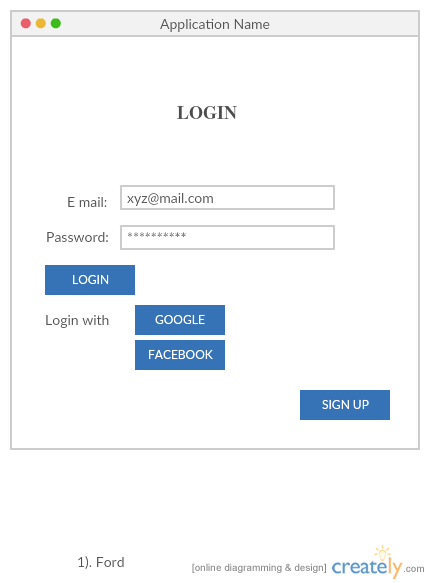 Application Name
LOGIN
E mail: xyz@mail.com
Password: **********
LOGIN
Login with GOOGLE
FACEBOOK
SIGN UP
1). Ford
[online diagramming & design] creately.com